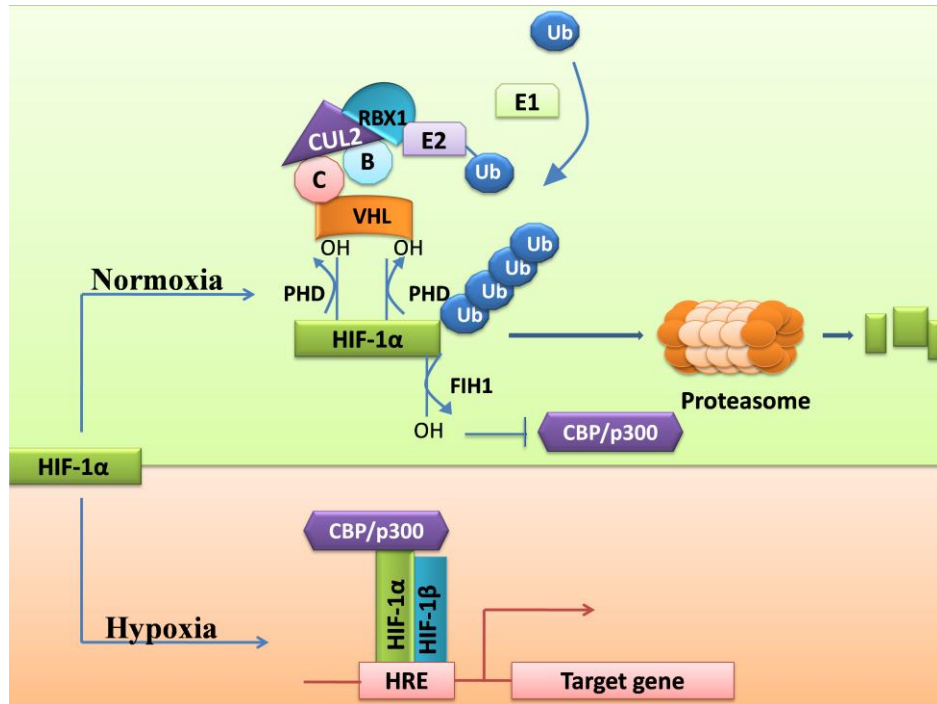 Ub
E1
RBX1
CUL2
E2
B
Ub
C
VHL
OH OH
Ub
Ub
Normoxia
PHD PHD
Ub
Ub
HIF-1α
FIH1
Proteasome
OH
CBP/p300
HIF-1α
CBP/p300
HIF-1α
HIF-1β
Hypoxia
HRE
Target gene